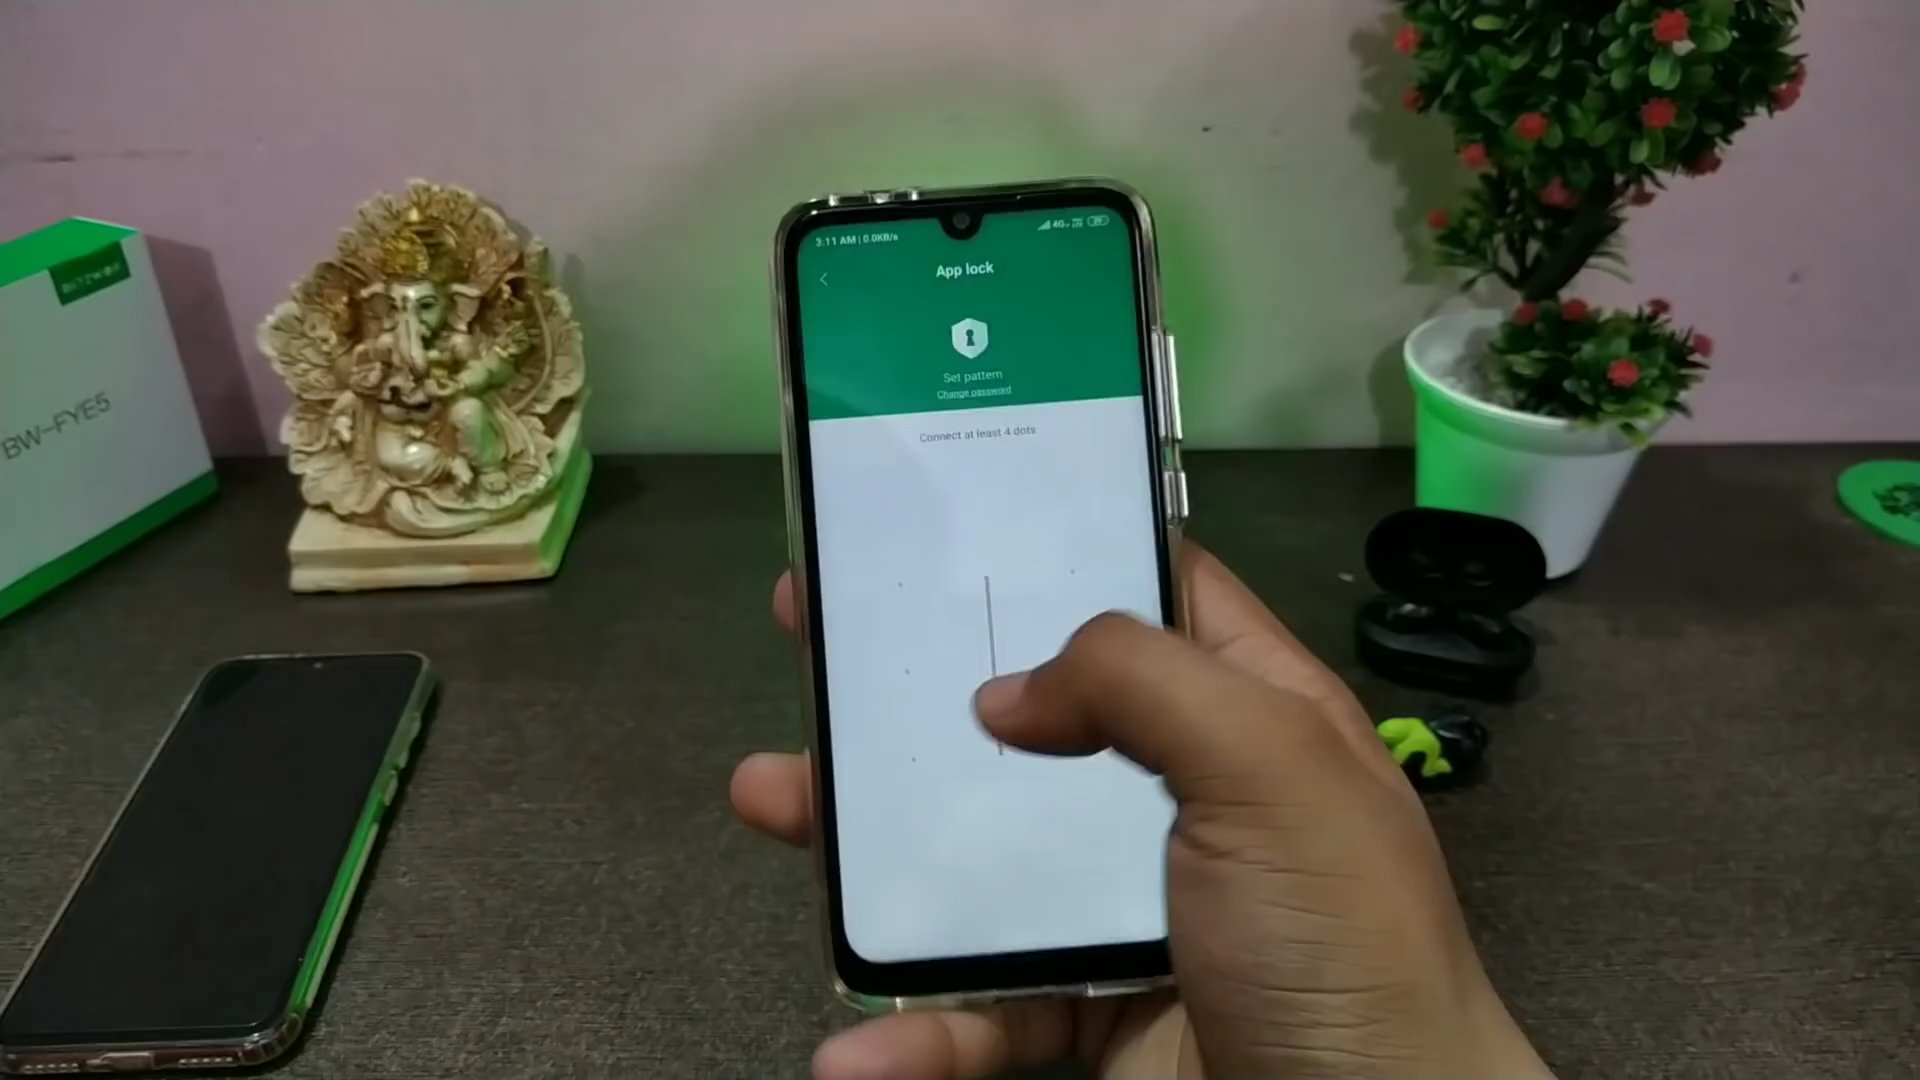 3:11 AM | 0.0KB/s
4G+
App lock
Set pattern
Change password
Connect at least 4 dots
BlitzWolf
BW-FYE5